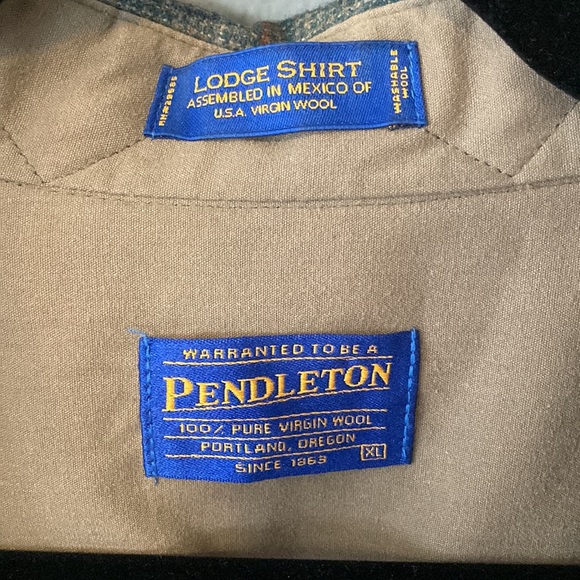 LODGE SHIRT
ASSEMBLED IN MEXICO OF
U.S.A. VIRGIN WOOL
WASHABLE
WOOL
WARRANTED TO BE A
PENDLETON
100% PURE VIRGIN WOOL
PORTLAND, OREGON
SINCE 1863
XL